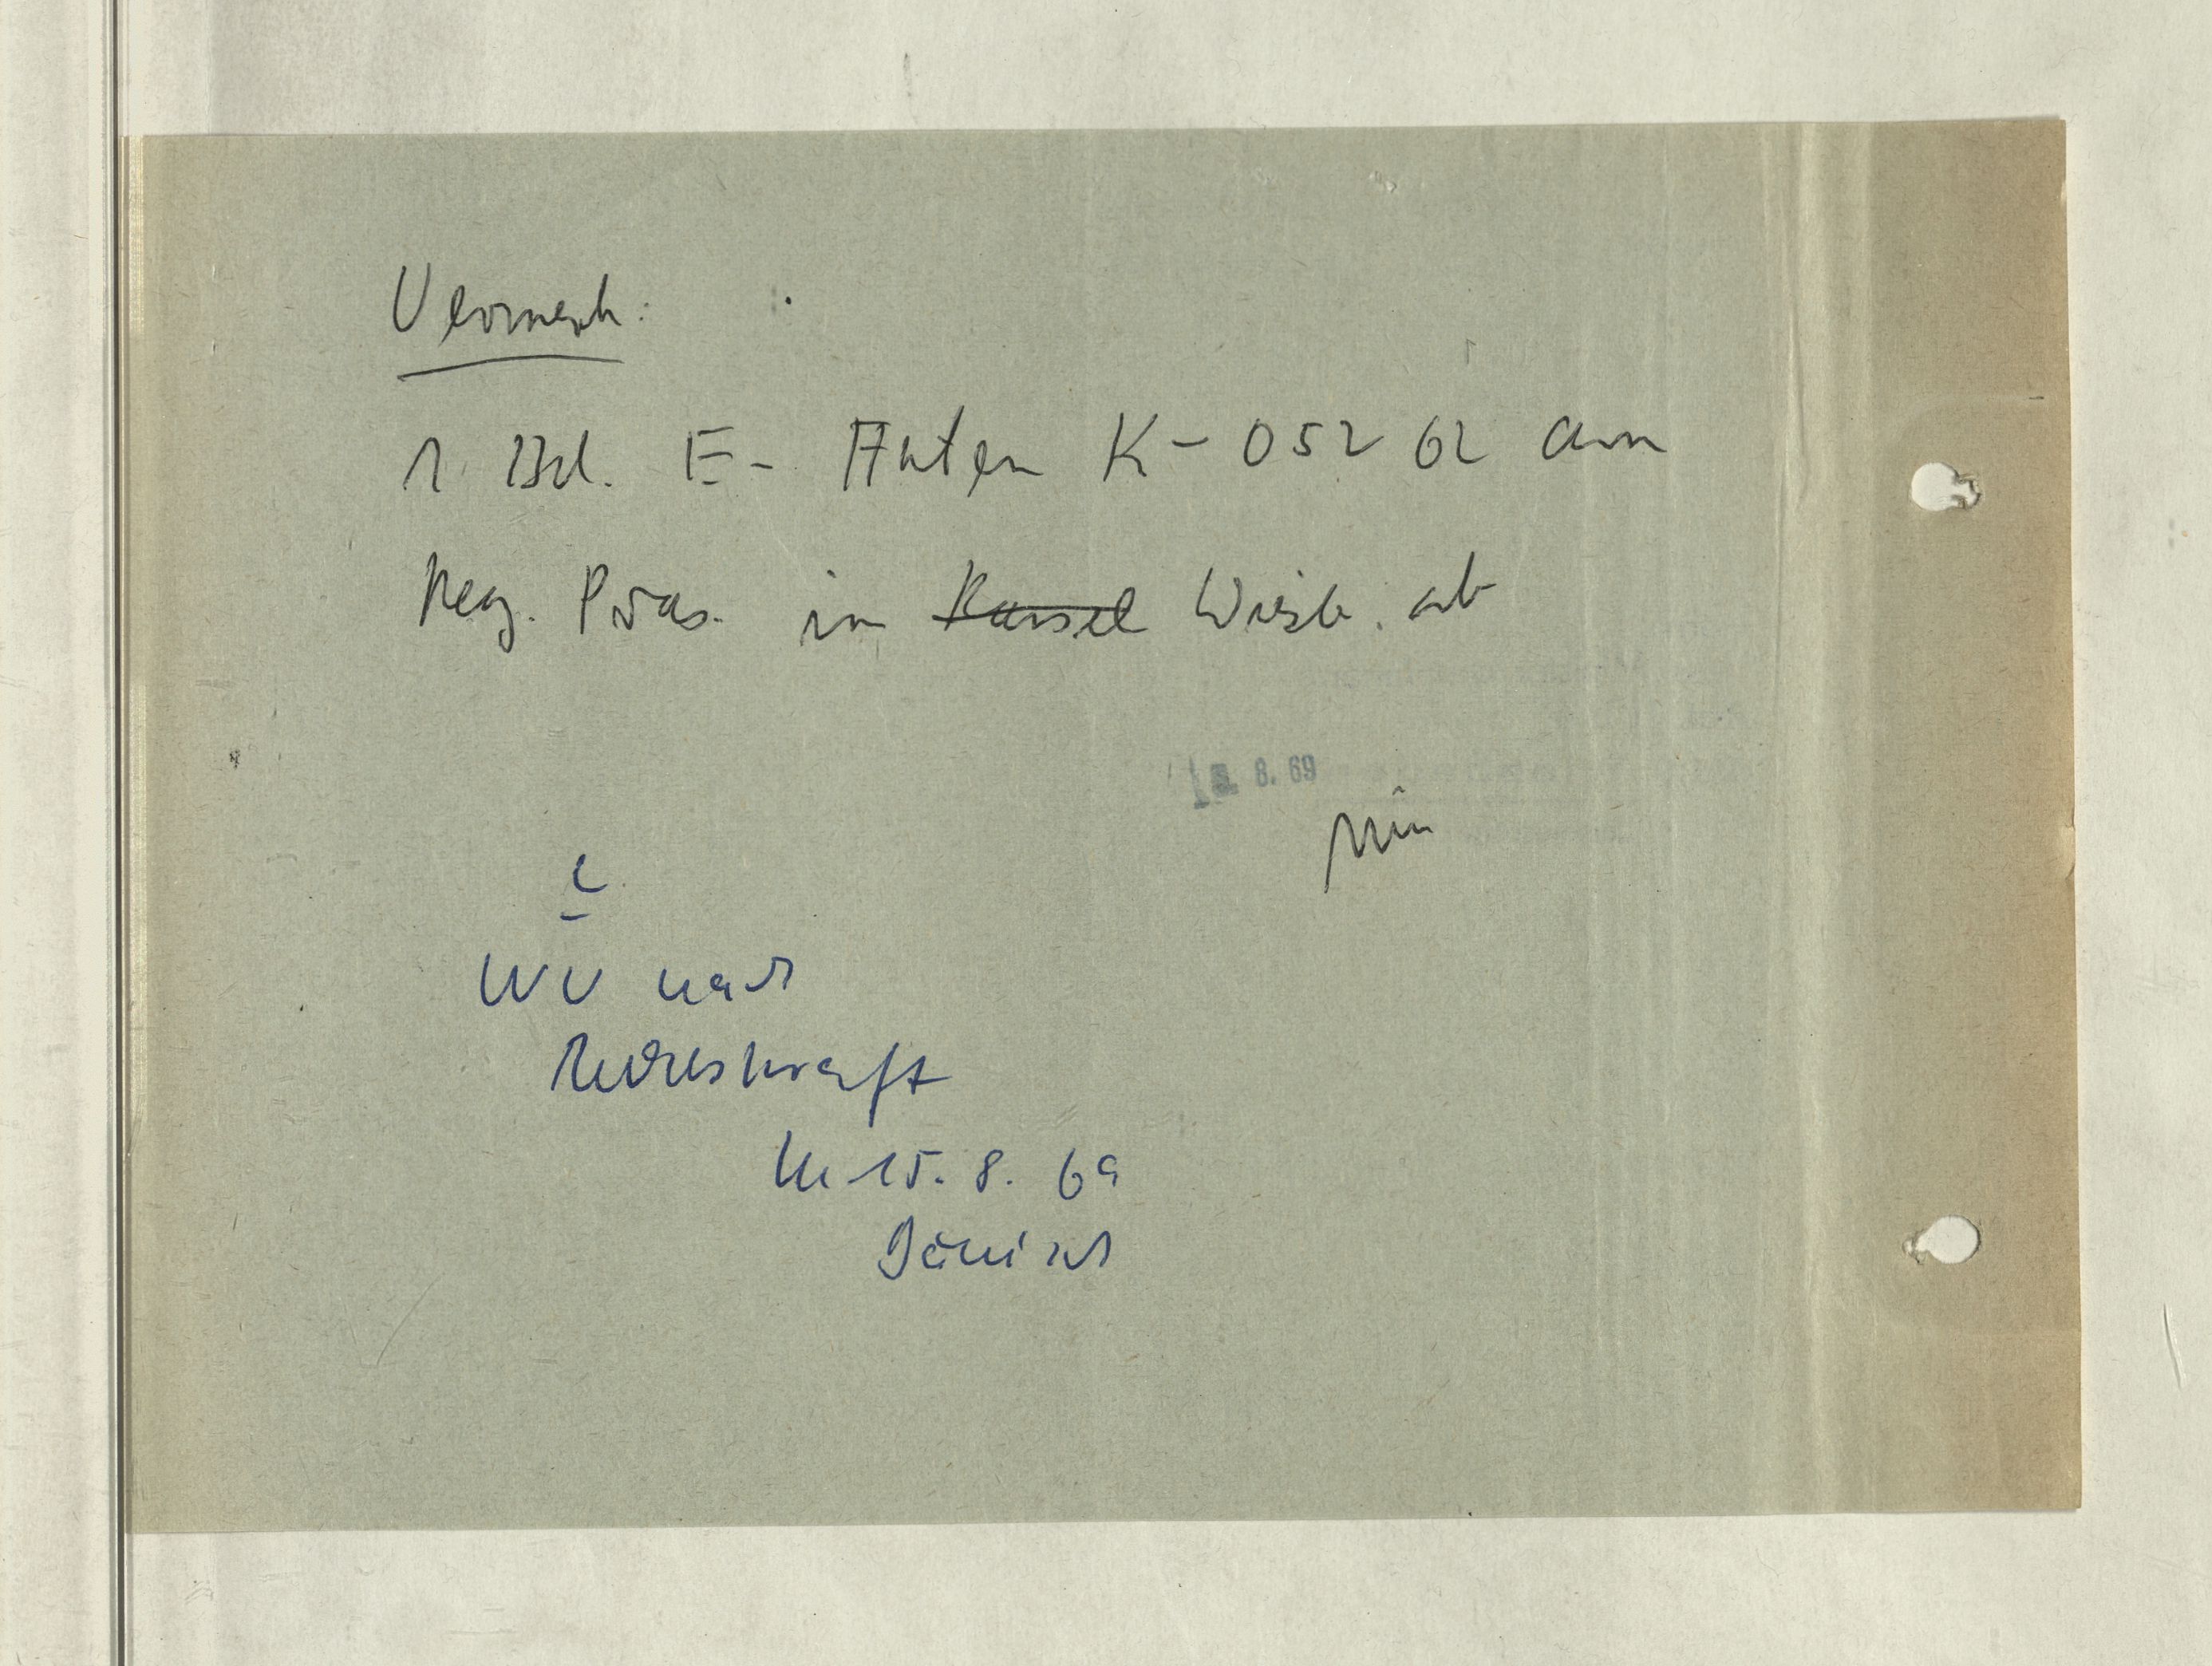 Vermerk:
1 Bd. E-Akten K-052 62 am
Reg. Präs. in Kassel Wiesb. ab
8. 69
WV nach
Rechtskraft
15. 8. 69